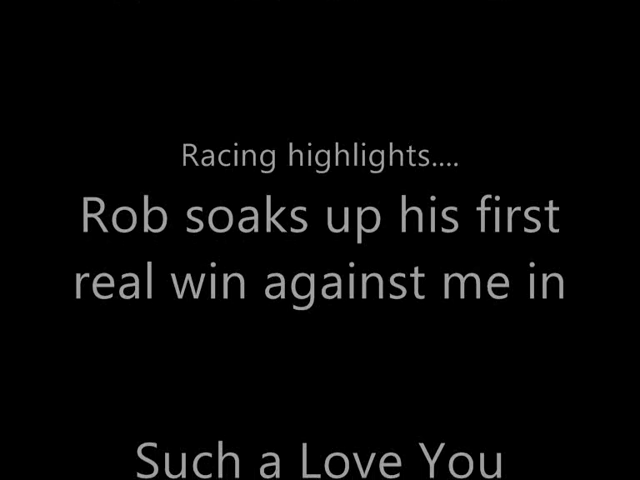 Racing highlights....
Rob soaks up his first
real win against me in
Such a Love You